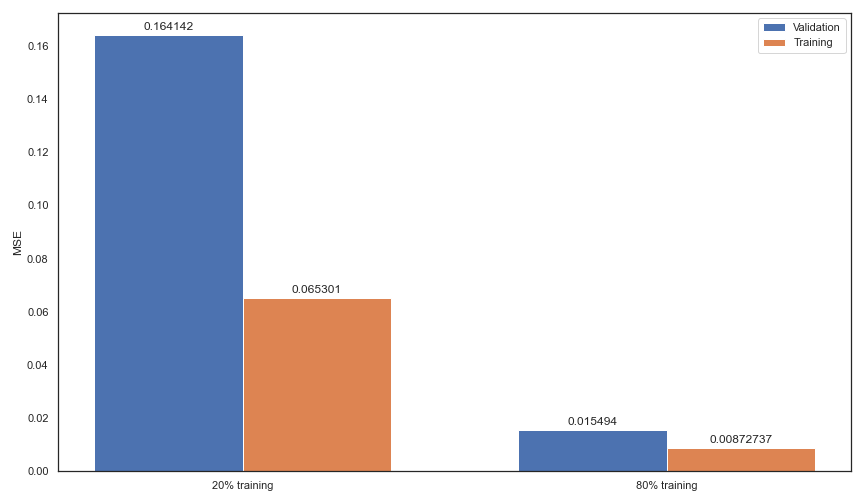 0.164142
Validation
Training
0.16
0.14
0.12
0.10
MSE
0.08
0.065301
0.06
0.04
0.02
0.015494
0.00872737
0.00
20% training
80% training